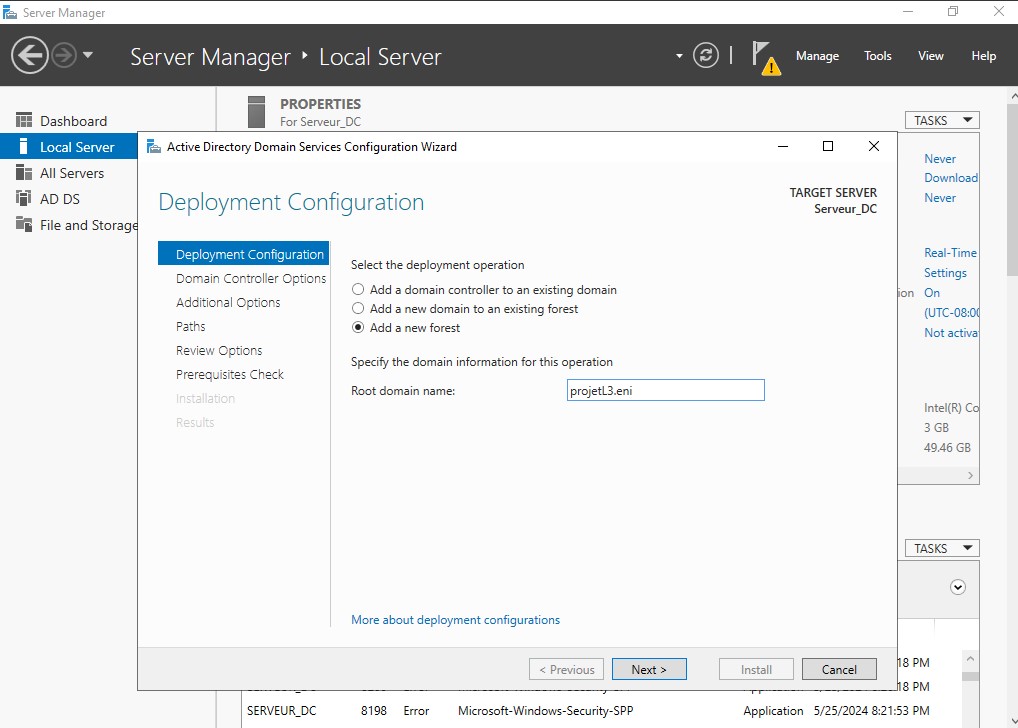 Server Manager
Server Manager ‣ Local Server
Manage Tools View Help
Dashboard
Local Server
All Servers
AD DS
File and Storage
PROPERTIES
For Serveur_DC
TASKS
Never
Download
Never
Real-Time
Settings
ion On
(UTC-08:00
Not activa
Intel(R) Co
3 GB
49.46 GB
TASKS
Active Directory Domain Services Configuration Wizard
Deployment Configuration
TARGET SERVER
Serveur_DC
Deployment Configuration
Domain Controller Options
Additional Options
Paths
Review Options
Prerequisites Check
Installation
Results
Select the deployment operation
Add a domain controller to an existing domain
Add a new domain to an existing forest
Add a new forest
Specify the domain information for this operation
Root domain name: projetL3.eni
More about deployment configurations
< Previous Next > Install Cancel
18 PM
18 PM
SERVEUR_DC 8198 Error Microsoft-Windows-Security-SPP Application 5/25/2024 8:21:53 PM